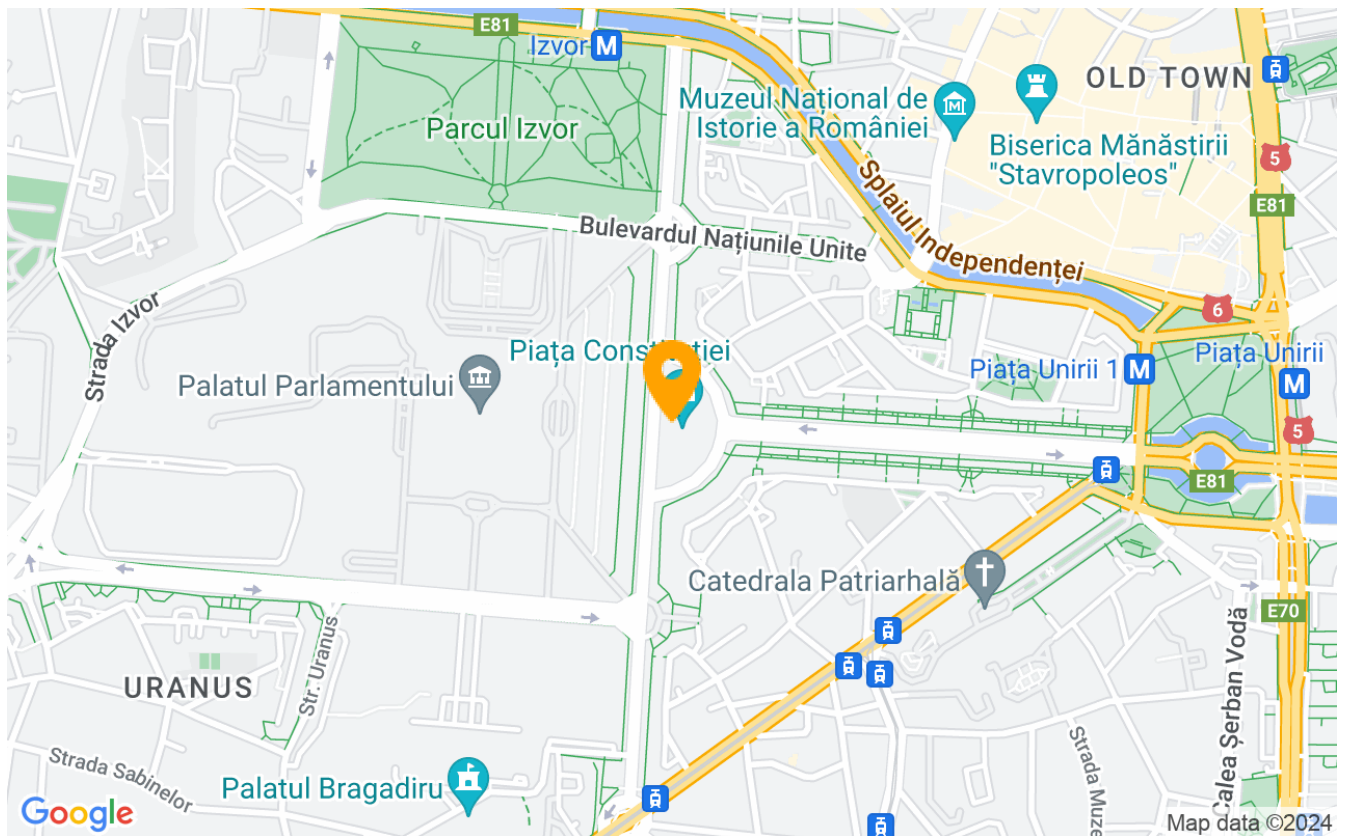 E81
Izvor M
OLD TOWN
Muzeul Național de
Istorie a României
Parcul Izvor
Biserica Mănăstirii
"Stavropoleos"
5
E81
Splaiul Independenței
Bulevardul Națiunile Unite
6
Strada Izvor
Piața Unirii 1 M
Piața Unirii
M
Palatul Parlamentului
5
E81
Catedrala Patriarhală
E70
URANUS
Str. Uranus
Calea Șerban Vodă
Strada Sabinelor
Palatul Bragadiru
Google
Map data ©2024
Piața
Strada